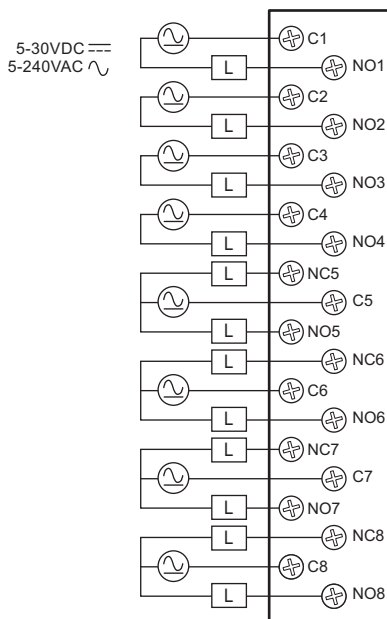 5-30VDC
5-240VAC
C1
L
NO1
C2
L
NO2
C3
L
NO3
C4
L
NO4
L
NC5
C5
L
NO5
L
NC6
C6
L
NO6
L
NC7
C7
L
NO7
L
NC8
C8
L
NO8